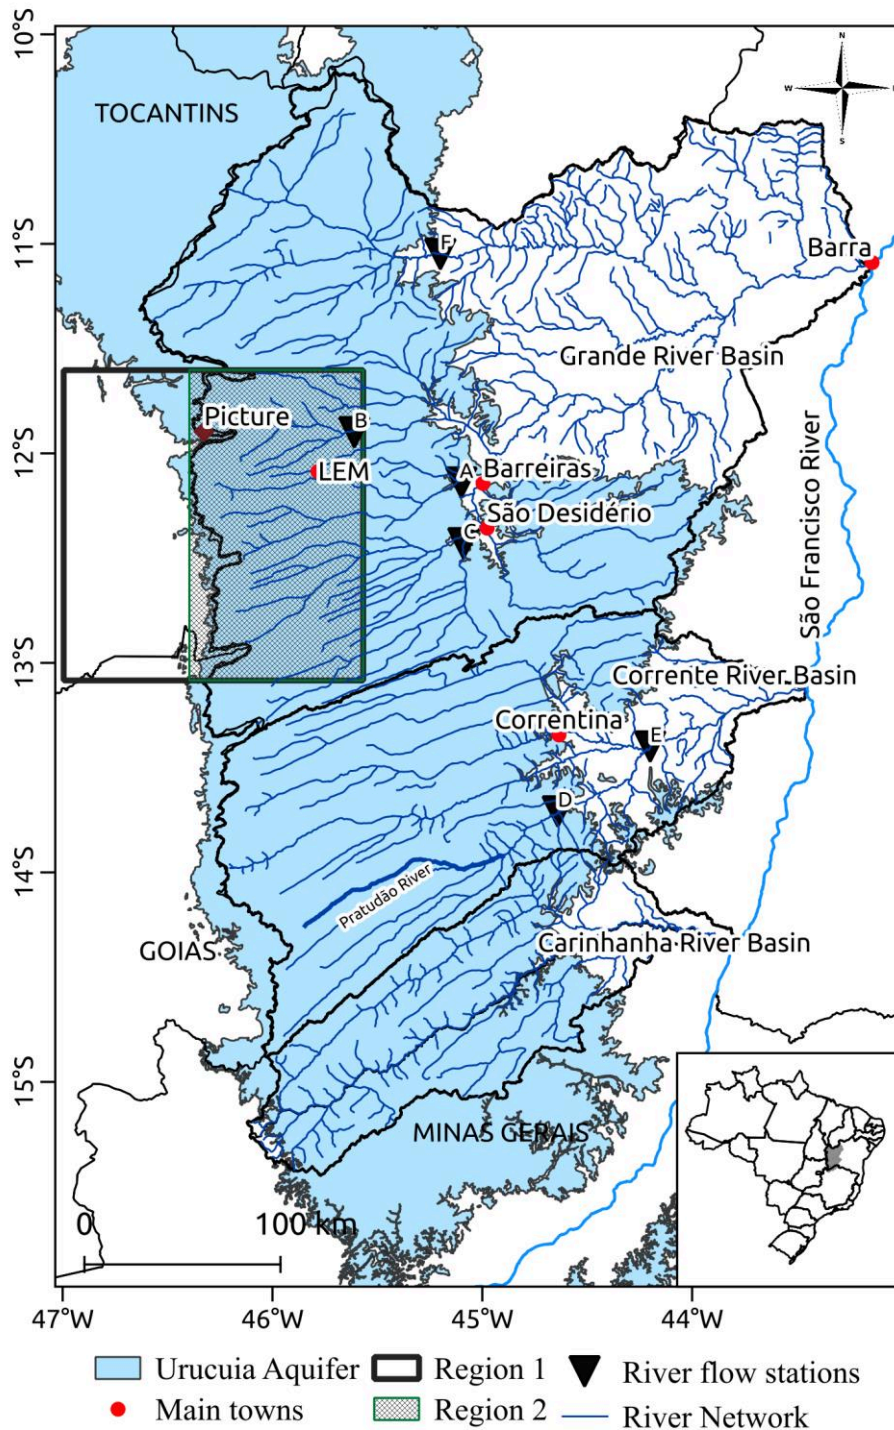 10°S
TOCANTINS
N
W
S
F
11°S
Barra
Grande River Basin
Picture
B
12°S
LEM
A
Barreiras
São Desidério
C
São Francisco River
13°S
Corrente River Basin
Correntina
E
D
14°S
Pratudão River
GOIAS
Carinhanha River Basin
15°S
MINAS GERAIS
0
100 km
47°W
46°W
45°W
44°W
Urucuia Aquifer
Region 1
River flow stations
Main towns
Region 2
River Network